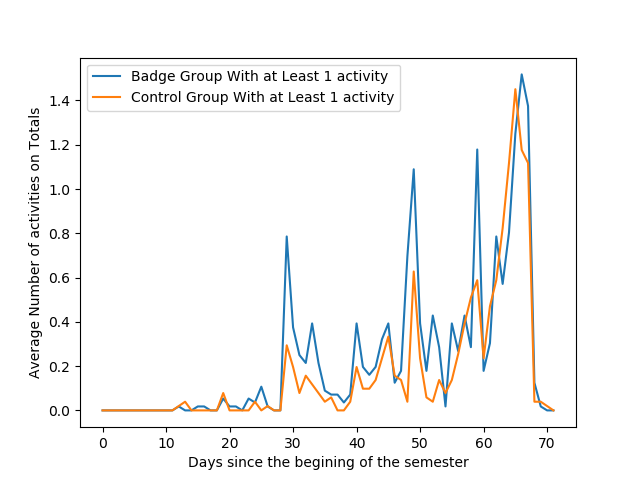 Badge Group With at Least 1 activity
Control Group With at Least 1 activity
Average Number of activities on Totals
1.4
1.2
1.0
0.8
0.6
0.4
0.2
0.0
0 10 20 30 40 50 60 70
Days since the begining of the semester